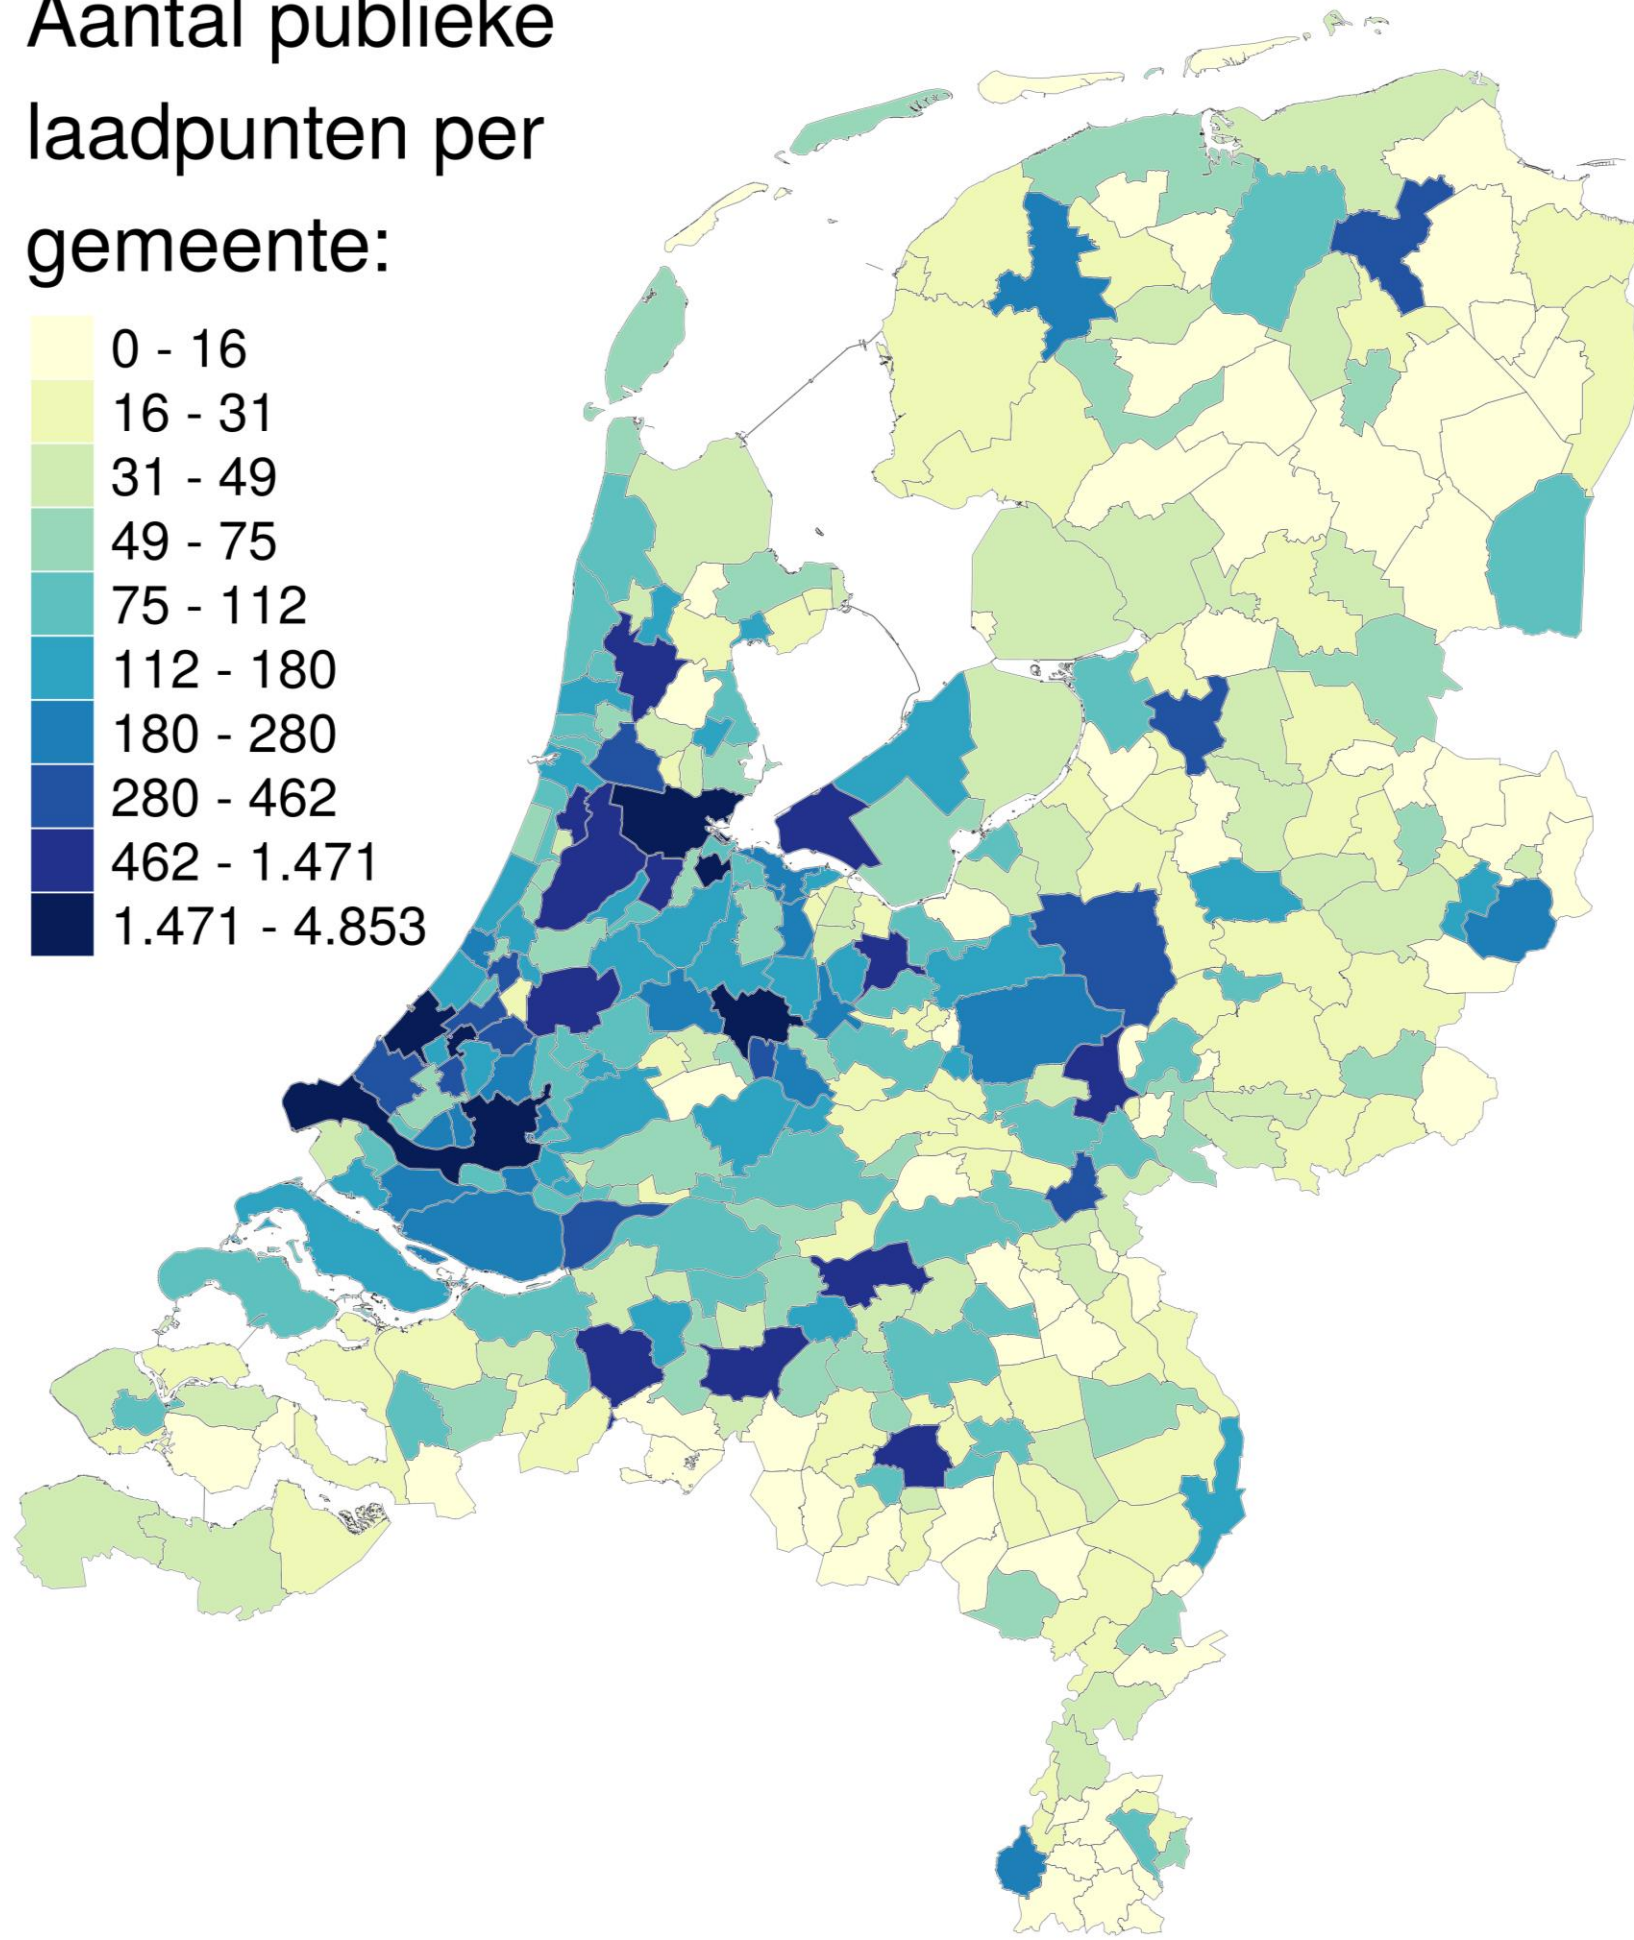 Aantal publieke
laadpunten per
gemeente:
0 - 16
16 - 31
31 - 49
49 - 75
75 - 112
112 - 180
180 - 280
280 - 462
462 - 1.471
1.471 - 4.853